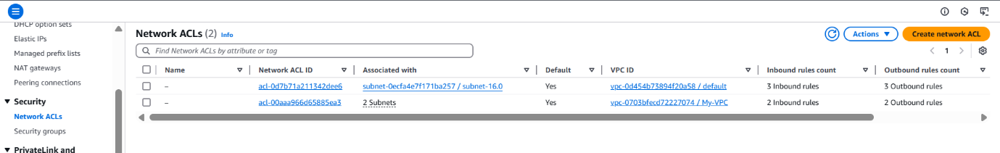 DHCP option sets
Elastic IPs
Managed prefix lists
NAT gateways
Peering connections
Security
Network ACLs
Security groups
PrivateLink and
Network ACLs (2) Info
Actions
Create network ACL
Find Network ACLs by attribute or tag
1
Name Network ACL ID Associated with Default VPC ID Inbound rules count Outbound rules count
– acl-0d7b71a211342dee6 subnet-0ecfa4e7f171ba257 / subnet-16.0 Yes vpc-0d454b73894f20a58 / default 3 Inbound rules 3 Outbound rules
– acl-00aaa966d65885ea3 2 Subnets Yes vpc-0703bfecd72227074 / My-VPC 2 Inbound rules 2 Outbound rules